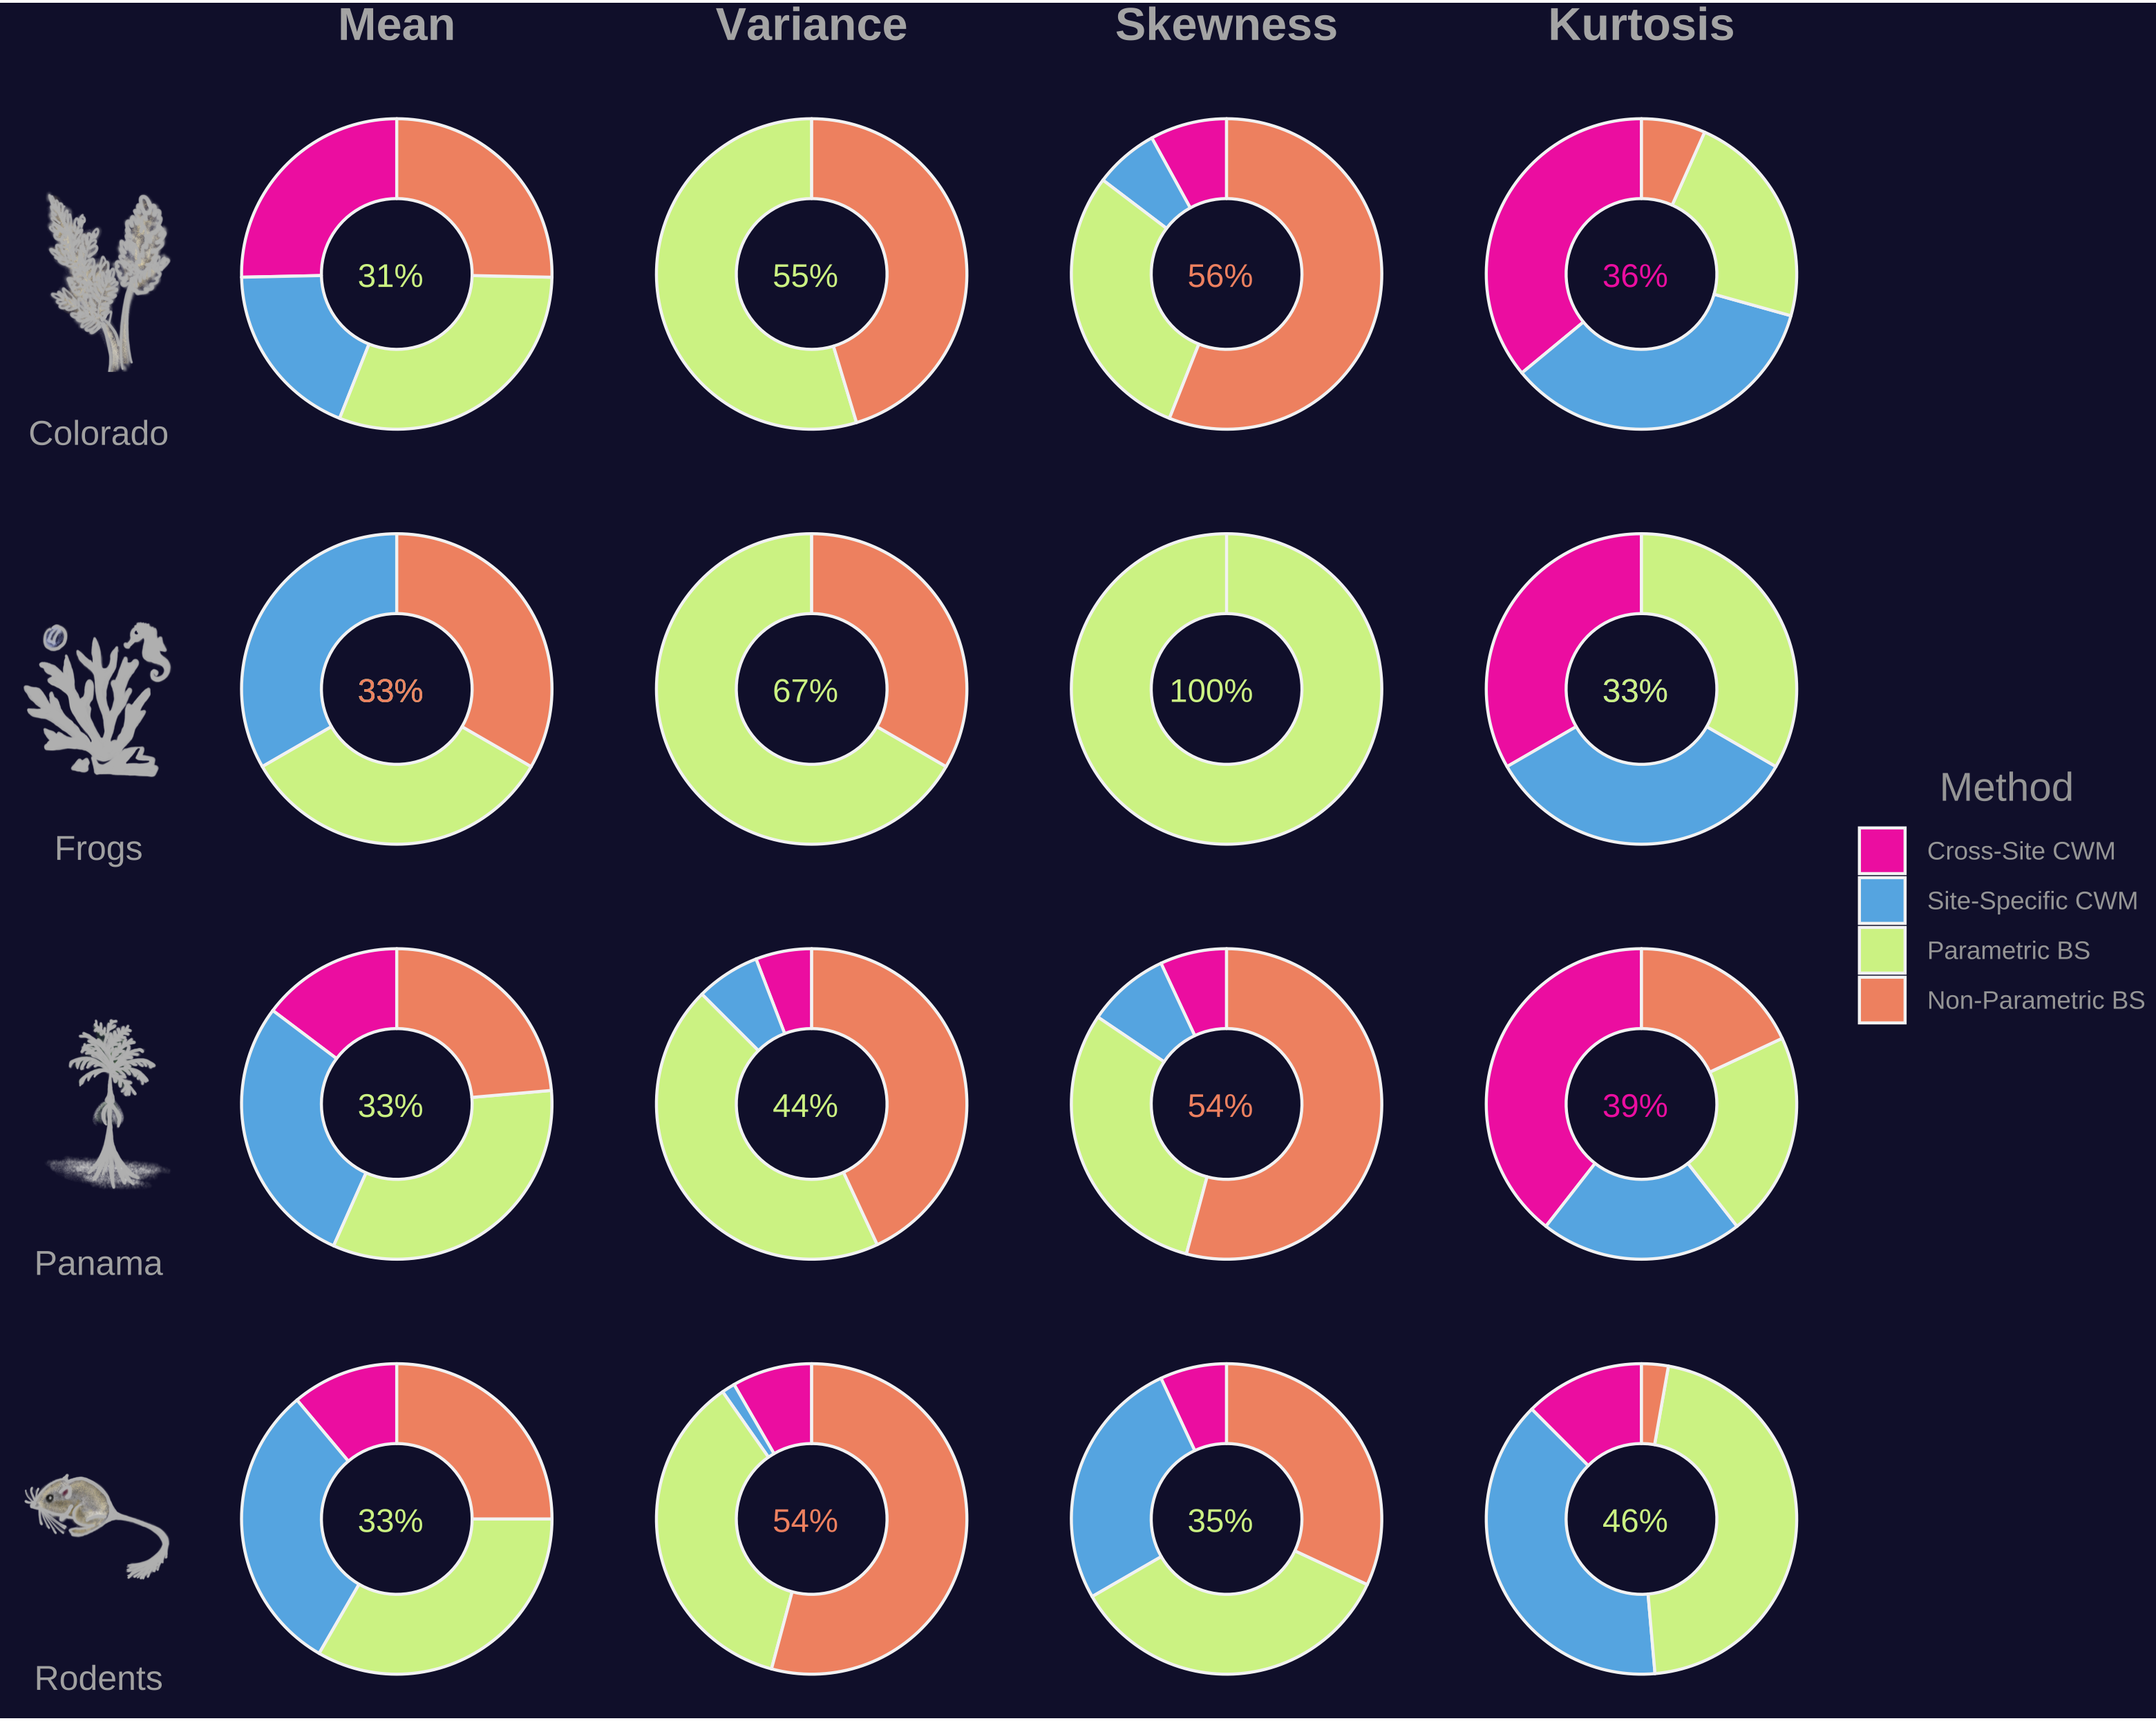 Mean Variance Skewness Kurtosis
31% 55% 56% 36%
Colorado
33% 67% 100% 33%
Frogs
Method
Cross-Site CWM
Site-Specific CWM
Parametric BS
Non-Parametric BS
33% 44% 54% 39%
Panama
33% 54% 35% 46%
Rodents